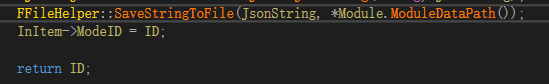 FFileHelper::SaveStringToFile(JsonString, *Module.ModuleDataPath());
InItem->ModeID = ID;
return ID;